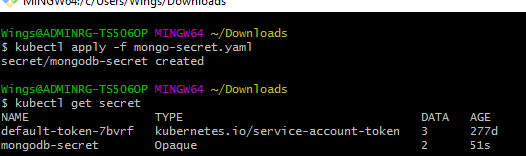 MINGW64:/c/Users/Wings/Downloads
Wings@ADMINRG-TS5O6OP MINGW64 ~/Downloads
$ kubectl apply -f mongo-secret.yaml
secret/mongodb-secret created
Wings@ADMINRG-TS5O6OP MINGW64 ~/Downloads
$ kubectl get secret
NAME TYPE DATA AGE
default-token-7bvrf kubernetes.io/service-account-token 3 277d
mongodb-secret Opaque 2 51s